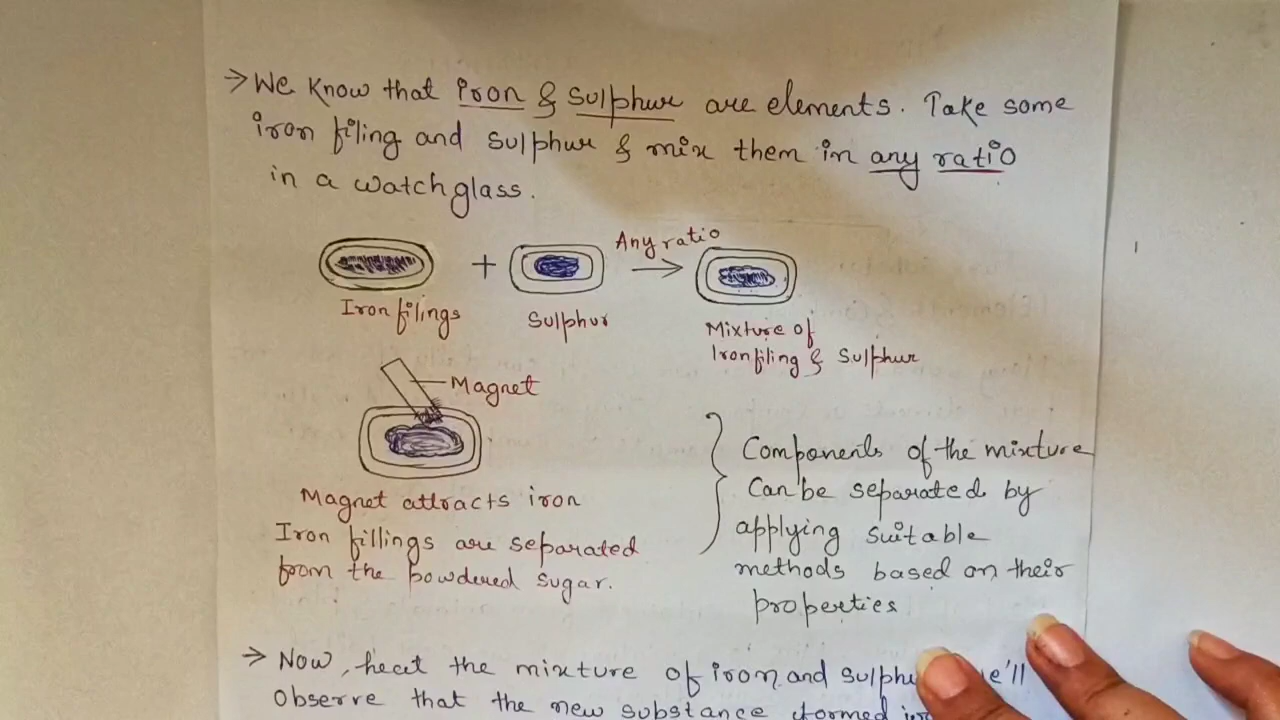 → We know that iron & sulphur are elements. Take some
iron filing and sulphur & mix them in any ratio
in a watchglass.
Iron filings
+
Sulphur
Any ratio
→
Mixture of
Iron filing & Sulphur
Magnet
Magnet attracts iron
Iron fillings are separated
from the powdered sugar.
} Components of the mixture
Can be separated by
applying suitable
methods based on their
properties
→ Now, heat the mixture of iron and sulphu e'll
Observe that the new substance formed